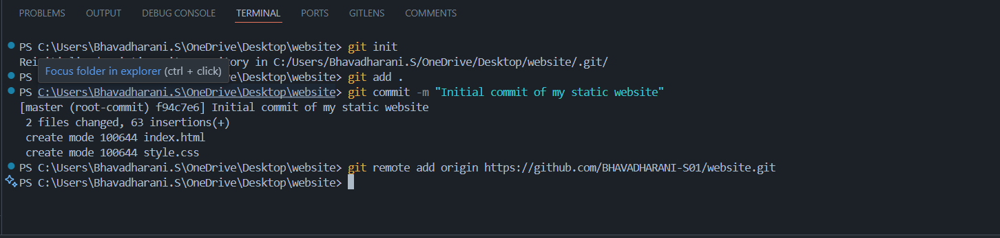 PROBLEMS OUTPUT DEBUG CONSOLE TERMINAL PORTS GITLENS COMMENTS
PS C:\Users\Bhavadharani.S\OneDrive\Desktop\website> git init
in C:/Users/Bhavadharani.S/OneDrive/Desktop/website/.git/
Focus folder in explorer (ctrl + click)
PS \OneDrive\Desktop\website> git add .
PS C:\Users\Bhavadharani.S\OneDrive\Desktop\website> git commit -m "Initial commit of my static website"
[master (root-commit) f94c7e6] Initial commit of my static website
2 files changed, 63 insertions(+)
create mode 100644 index.html
create mode 100644 style.css
PS C:\Users\Bhavadharani.S\OneDrive\Desktop\website> git remote add origin https://github.com/BHAVADHARANI-S01/website.git
PS C:\Users\Bhavadharani.S\OneDrive\Desktop\website>